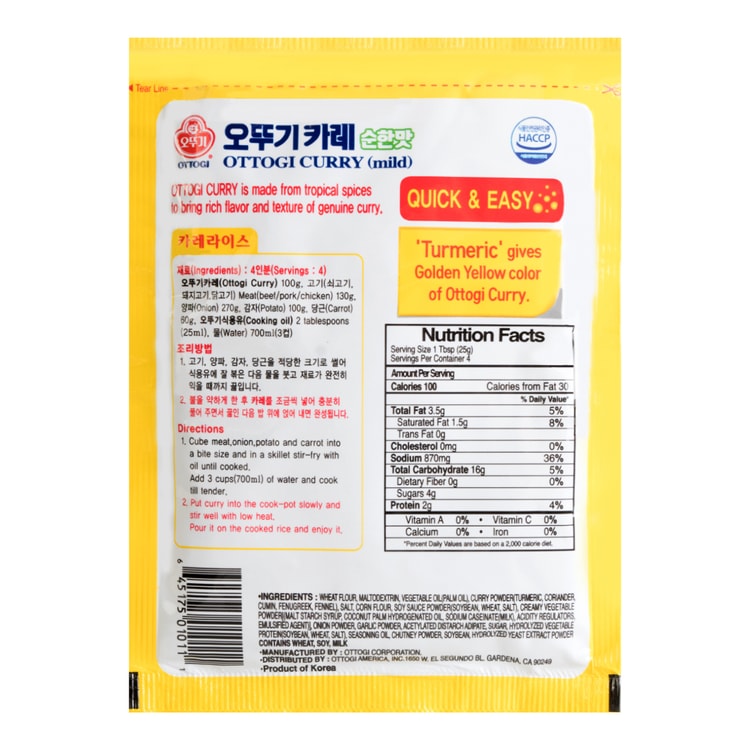 Tear Line
오뚜기
OTTOGI
오뚜기 카레 순한맛
OTTOGI CURRY (mild)
HACCP
OTTOGI CURRY is made from tropical spices
to bring rich flavor and texture of genuine curry.
QUICK & EASY
카레라이스
재료(Ingredients) : 4인분(Servings : 4)
오뚜기카레(Ottogi Curry) 100g, 고기(쇠고기,
돼지고기,닭고기) Meat(beef/pork/chicken) 130g,
양파(Onion) 270g, 감자(Potato) 100g, 당근(Carrot)
60g, 오뚜기식용유(Cooking oil) 2 tablespoons
(25ml), 물(Water) 700ml(3컵)
조리방법
1. 고기, 양파, 감자, 당근을 적당한 크기로 썰어
식용유에 잘 볶은 다음 물을 붓고 재료가 완전히
익을 때까지 끓입니다.
2. 불을 약하게 한 후 카레를 조금씩 넣어 충분히
풀어 주면서 끓인 다음 밥 위에 얹어 내면 완성됩니다.
Directions
1. Cube meat,onion,potato and carrot into
a bite size and in a skillet stir-fry with
oil until cooked.
Add 3 cups(700ml) of water and cook
till tender.
2. Put curry into the cook-pot slowly and
stir well with low heat.
Pour it on the cooked rice and enjoy it.
'Turmeric' gives
Golden Yellow color
of Ottogi Curry.
Nutrition Facts
Serving Size 1 Tbsp (25g)
Servings Per Container 4
Amount Per Serving
Calories 100 Calories from Fat 30
% Daily Value*
Total Fat 3.5g 5%
Saturated Fat 1.5g 8%
Trans Fat 0g
Cholesterol 0mg 0%
Sodium 870mg 36%
Total Carbohydrate 16g 5%
Dietary Fiber 0g 0%
Sugars 4g
Protein 2g 4%
Vitamin A 0% • Vitamin C 0%
Calcium 0% • Iron 0%
*Percent Daily Values are based on a 2,000 calorie diet.
6 45175 01011 1
•INGREDIENTS : WHEAT FLOUR, MALTODEXTRIN, VEGETABLE OIL(PALM OIL), CURRY POWDER(TURMERIC, CORIANDER,
CUMIN, FENUGREEK, FENNEL), SALT, CORN FLOUR, SOY SAUCE POWDER(SOYBEAN, WHEAT, SALT), CREAMY VEGETABLE
POWDER[(MALT STARCH SYRUP, COCONUT PALM HYDROGENATED OIL, SODIUM CASEINATE(MILK), ACIDITY REGULATORS,
EMULSIFIED AGENT)], ONION POWDER, GARLIC POWDER, ACETYLATED DISTARCH ADIPATE, SUGAR, HYDROLYZED VEGETABLE
PROTEIN(SOYBEAN, WHEAT, SALT), SEASONING OIL, CHUTNEY POWDER, SOYBEAN, HYDROLYZED YEAST EXTRACT POWDER
CONTAINS WHEAT, SOY, MILK
•MANUFACTURED BY : OTTOGI CORPORATION.
•DISTRIBUTED BY : OTTOGI AMERICA, INC.1650 W. EL SEGUNDO BL. GARDENA, CA 90249
•Product of Korea